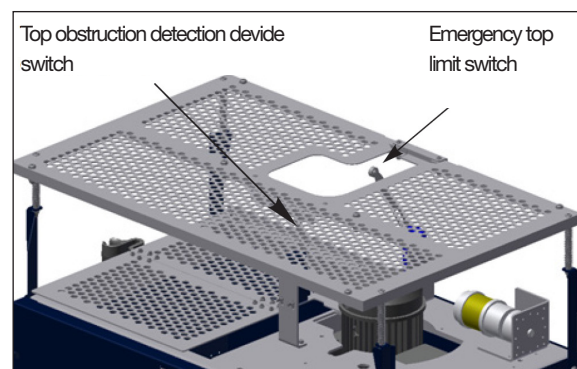 Top obstruction detection devide
switch
Emergency top
limit switch